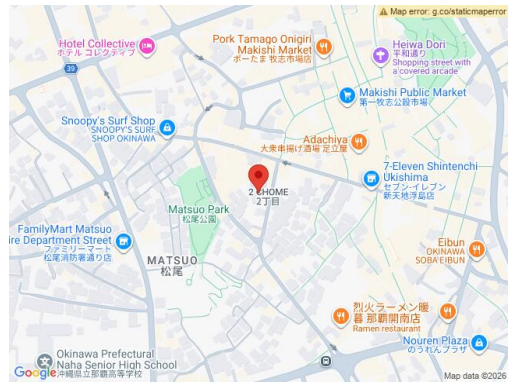 Map error: g.co/staticmaperror
Hotel Collective
ホテル コレクティブ
Pork Tamago Onigiri
Makishi Market
ポーたま 牧志市場店
Heiwa Dori
平和通り
Shopping street with
a covered arcade
39
Makishi Public Market
第一牧志公設市場
Snoopy's Surf Shop
SNOOPY'S SURF
SHOP OKINAWA
Adachiya
大衆串揚げ酒場 足立屋
7-Eleven Shintenchi
Ukishima
セブン-イレブン
新天地浮島店
2 CHOME
2丁目
Matsuo Park
松尾公園
FamilyMart Matsuo
ire Department Street
ファミリーマート
松尾消防署通り店
MATSUO
松尾
Eibun
OKINAWA
SOBA EIBUN
烈火ラーメン暖
暮 那覇開南店
Ramen restaurant
Nouren Plaza
のうれんプラザ
Okinawa Prefectural
Naha Senior High School
沖縄県立那覇高等学校
Google
Map data ©2026